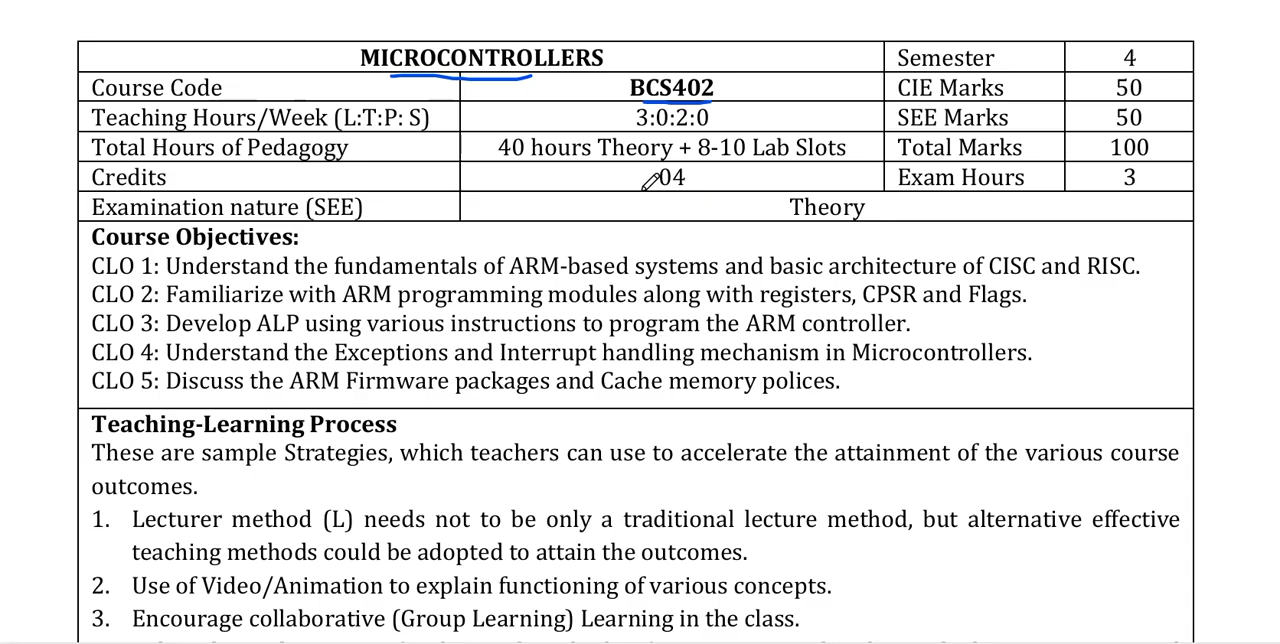 MICROCONTROLLERS Semester 4
Course Code BCS402 CIE Marks 50
Teaching Hours/Week (L:T:P: S) 3:0:2:0 SEE Marks 50
Total Hours of Pedagogy 40 hours Theory + 8-10 Lab Slots Total Marks 100
Credits 04 Exam Hours 3
Examination nature (SEE) Theory
Course Objectives:
CLO 1: Understand the fundamentals of ARM-based systems and basic architecture of CISC and RISC.
CLO 2: Familiarize with ARM programming modules along with registers, CPSR and Flags.
CLO 3: Develop ALP using various instructions to program the ARM controller.
CLO 4: Understand the Exceptions and Interrupt handling mechanism in Microcontrollers.
CLO 5: Discuss the ARM Firmware packages and Cache memory polices.
Teaching-Learning Process
These are sample Strategies, which teachers can use to accelerate the attainment of the various course
outcomes.
1. Lecturer method (L) needs not to be only a traditional lecture method, but alternative effective
teaching methods could be adopted to attain the outcomes.
2. Use of Video/Animation to explain functioning of various concepts.
3. Encourage collaborative (Group Learning) Learning in the class.